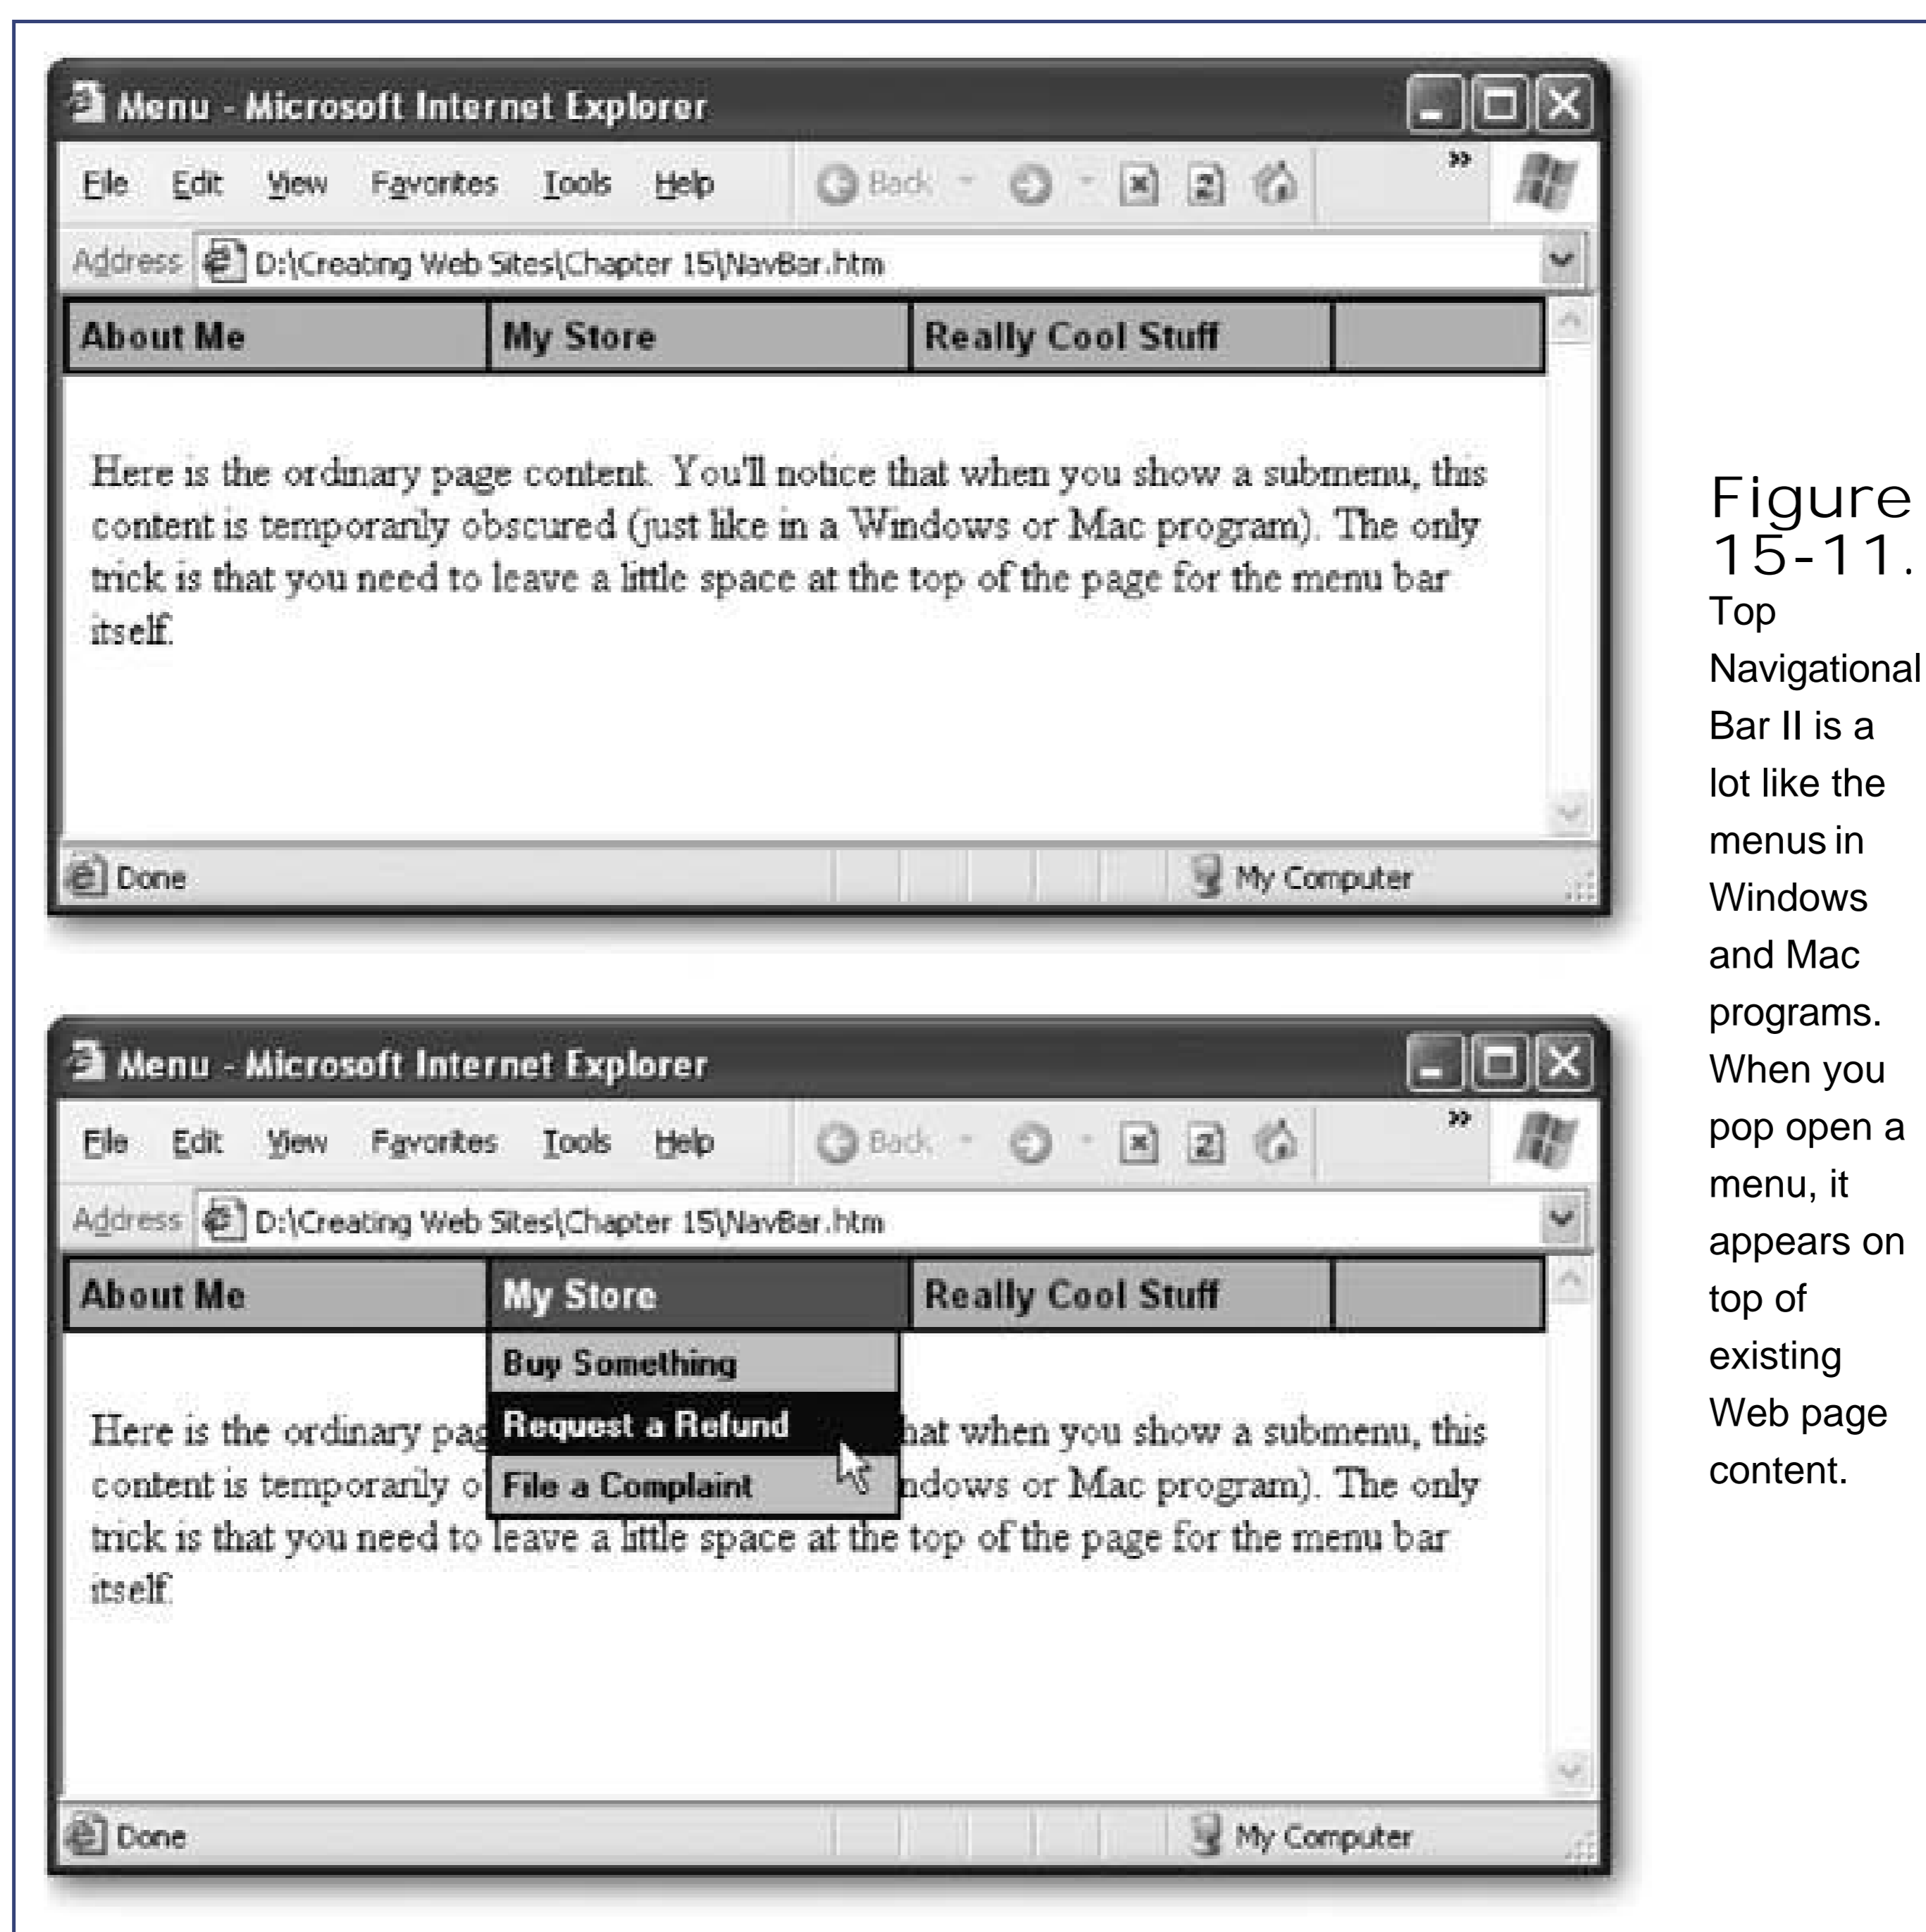 Menu - Microsoft Internet Explorer
File Edit View Favorites Tools Help Back »
Address D:\Creating Web Sites\Chapter 15\NavBar.htm
About Me My Store Really Cool Stuff
Here is the ordinary page content. You'll notice that when you show a submenu, this
content is temporarily obscured (just like in a Windows or Mac program). The only
trick is that you need to leave a little space at the top of the page for the menu bar
itself.
Done My Computer
Menu - Microsoft Internet Explorer
File Edit View Favorites Tools Help Back »
Address D:\Creating Web Sites\Chapter 15\NavBar.htm
About Me My Store Really Cool Stuff
Buy Something
Here is the ordinary pag Request a Refund hat when you show a submenu, this
content is temporarily o File a Complaint ndows or Mac program). The only
trick is that you need to leave a little space at the top of the page for the menu bar
itself.
Done My Computer
Figure
15-11.
Top
Navigational
Bar II is a
lot like the
menus in
Windows
and Mac
programs.
When you
pop open a
menu, it
appears on
top of
existing
Web page
content.